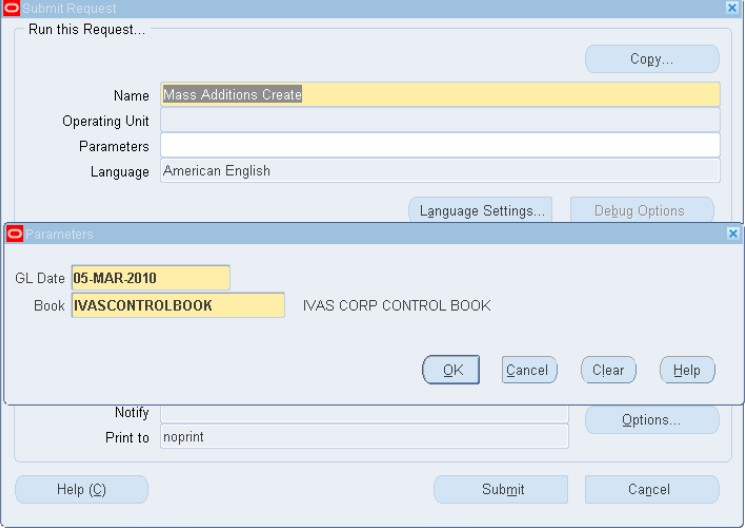 Submit Request
Run this Request...
Copy...
Name Mass Additions Create
Operating Unit
Parameters
Language American English
Language Settings... Debug Options
Parameters
GL Date 05-MAR-2010
Book IVASCONTROLBOOK IVAS CORP CONTROL BOOK
OK Cancel Clear Help
Notify
Options...
Print to noprint
Help (C) Submit Cancel